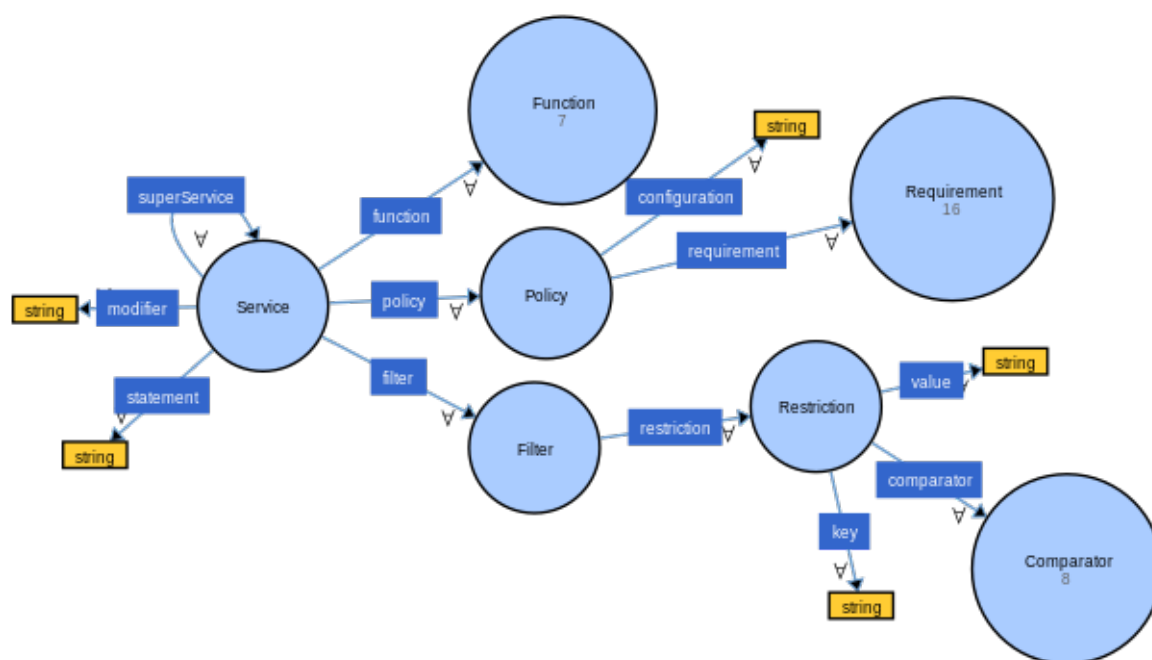 Function
7
string
superService
configuration
Requirement
16
function
requirement
Service
policy
Policy
string
modifier
filter
value
string
statement
Restriction
restriction
string
Filter
comparator
key
Comparator
8
string
∀
∀
∀
∀
∀
∀
∀
∀
∀
∀
∀